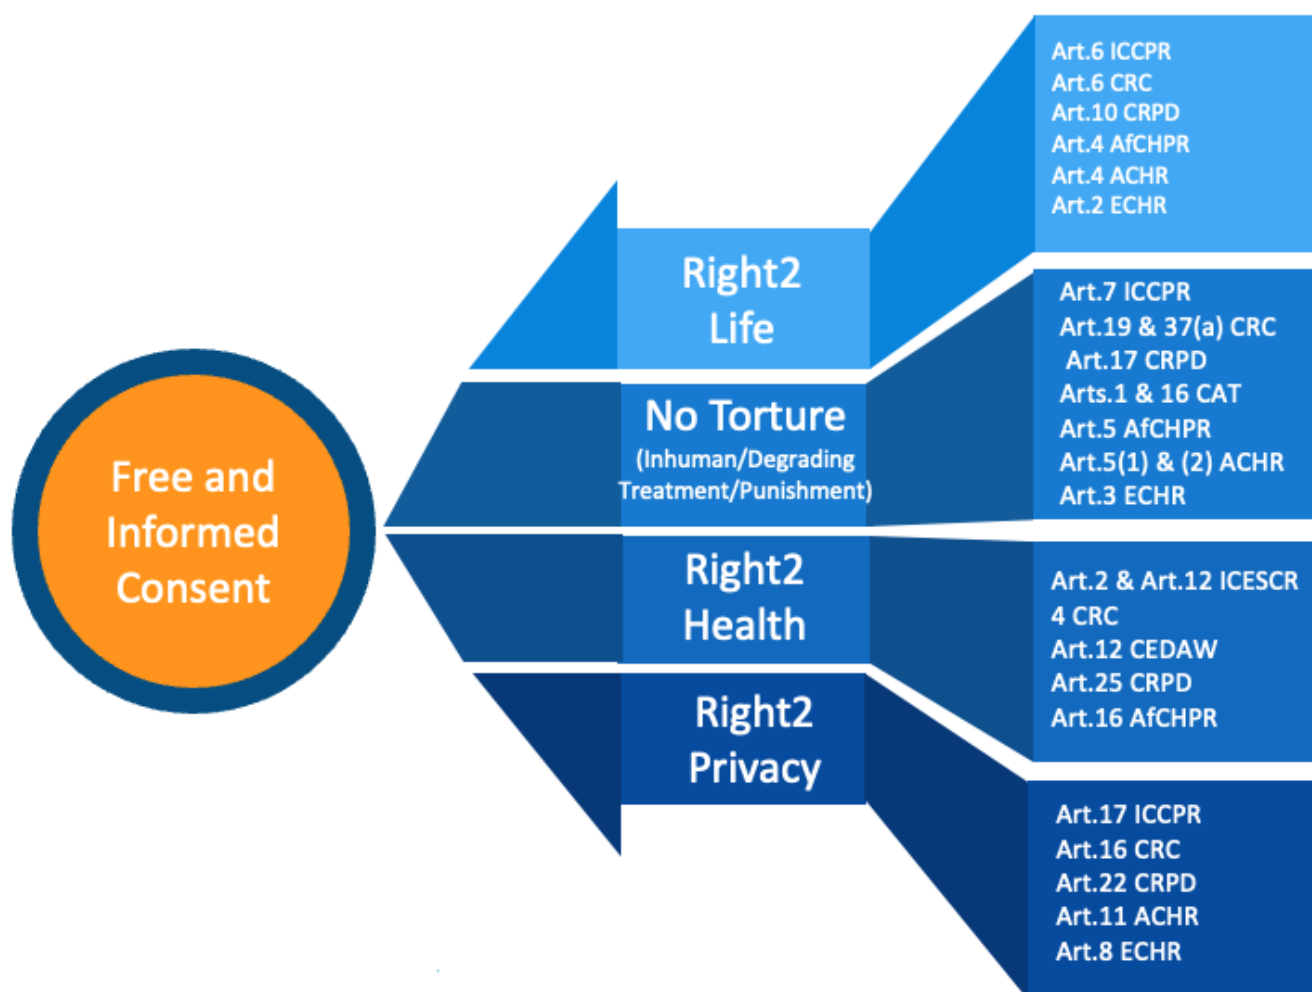 Free and
Informed
Consent
Right2
Life
Art.6 ICCPR
Art.6 CRC
Art.10 CRPD
Art.4 AfCHPR
Art.4 ACHR
Art.2 ECHR
No Torture
(Inhuman/Degrading
Treatment/Punishment)
Art.7 ICCPR
Art.19 & 37(a) CRC
Art.17 CRPD
Arts.1 & 16 CAT
Art.5 AfCHPR
Art.5(1) & (2) ACHR
Art.3 ECHR
Right2
Health
Art.2 & Art.12 ICESCR
4 CRC
Art.12 CEDAW
Art.25 CRPD
Art.16 AfCHPR
Right2
Privacy
Art.17 ICCPR
Art.16 CRC
Art.22 CRPD
Art.11 ACHR
Art.8 ECHR